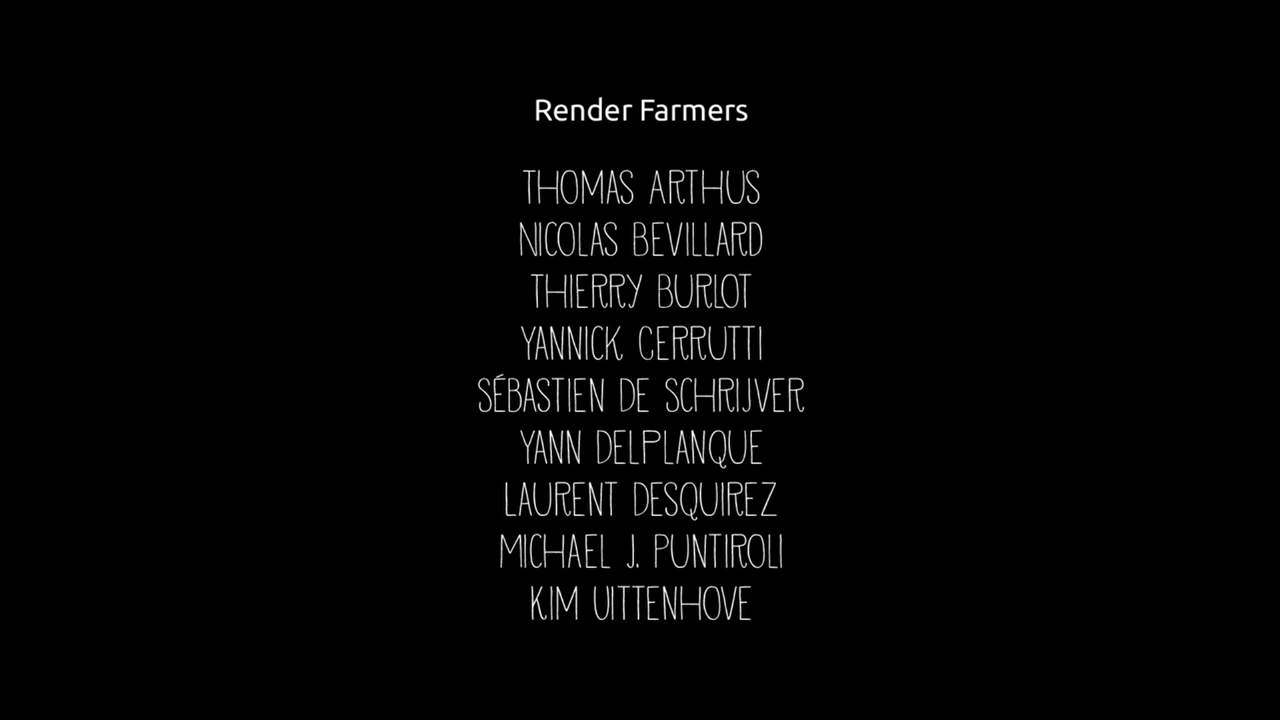 Render Farmers
THOMAS ARTHUS
NICOLAS BEVILLARD
THIERRY BURLOT
YANNICK CERRUTTI
SÉBASTIEN DE SCHRIJVER
YANN DELPLANQUE
LAURENT DESQUIREZ
MICHAEL J. PUNTIROLI
KIM UITTENHOVE